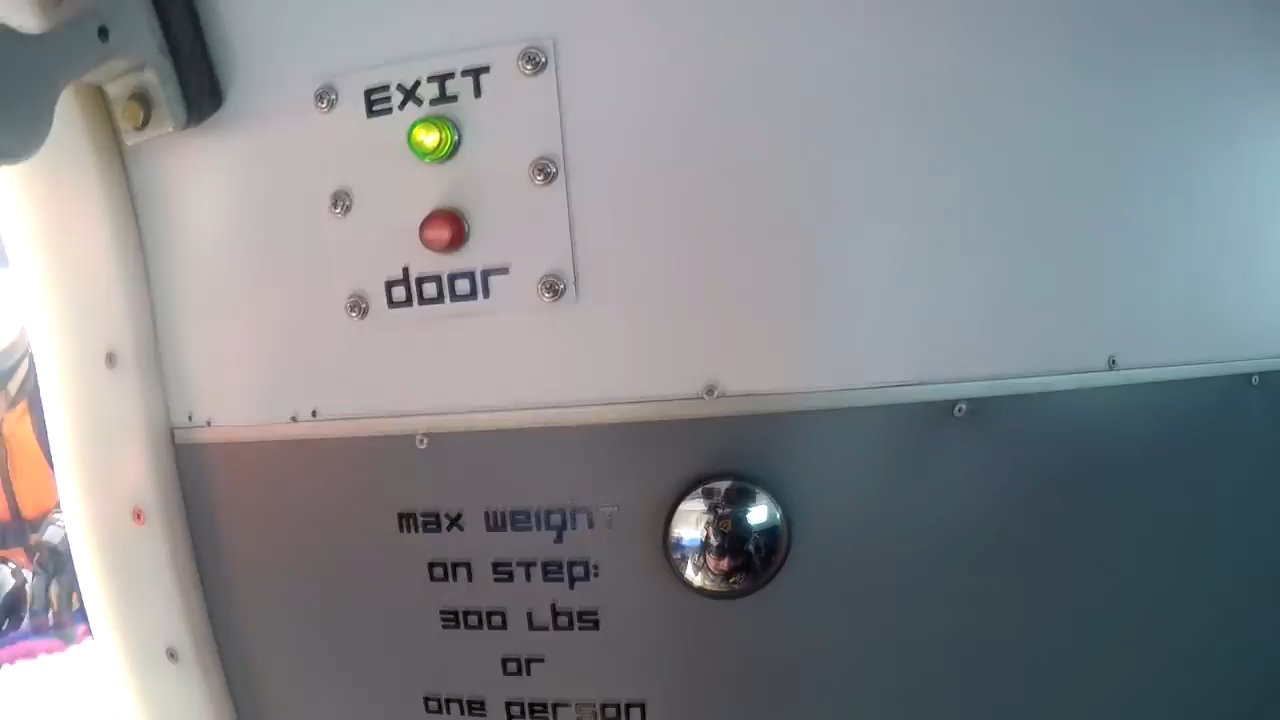 EXIT
door
max weight
on step:
300 Lbs
or
one person